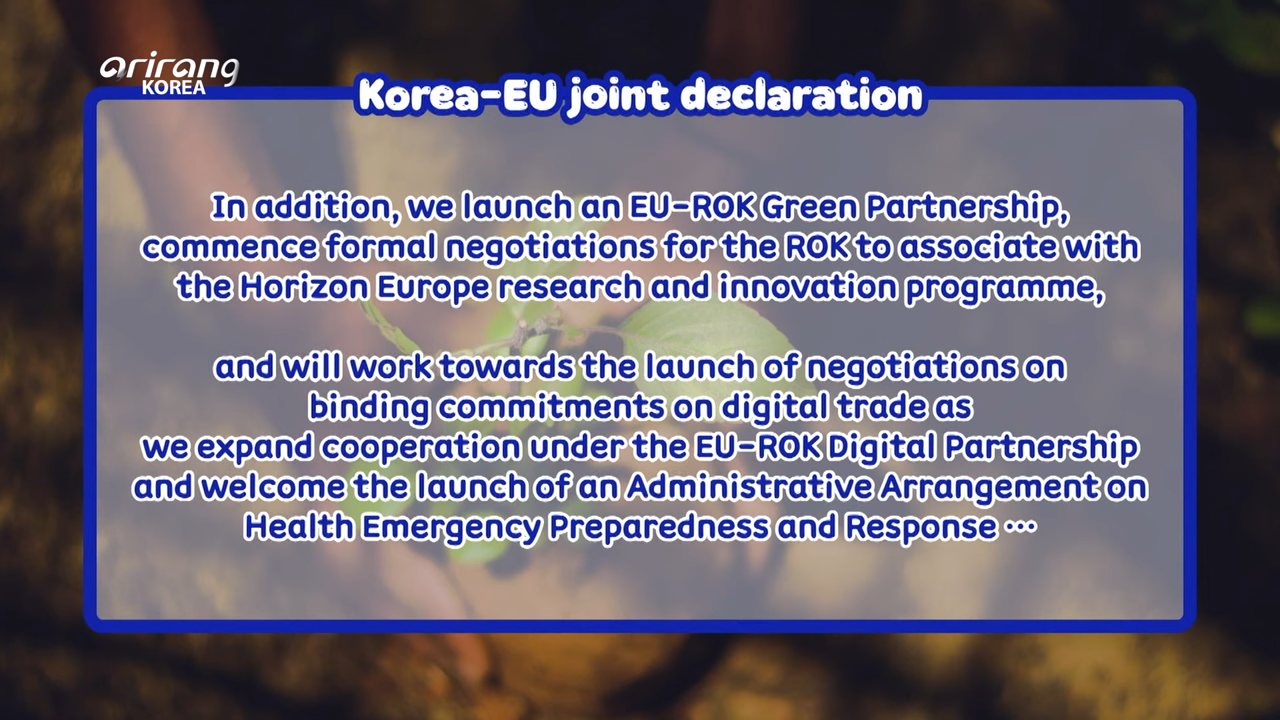 arirang
KOREA
Korea-EU joint declaration
In addition, we launch an EU-ROK Green Partnership,
commence formal negotiations for the ROK to associate with
the Horizon Europe research and innovation programme,
and will work towards the launch of negotiations on
binding commitments on digital trade as
we expand cooperation under the EU-ROK Digital Partnership
and welcome the launch of an Administrative Arrangement on
Health Emergency Preparedness and Response ···